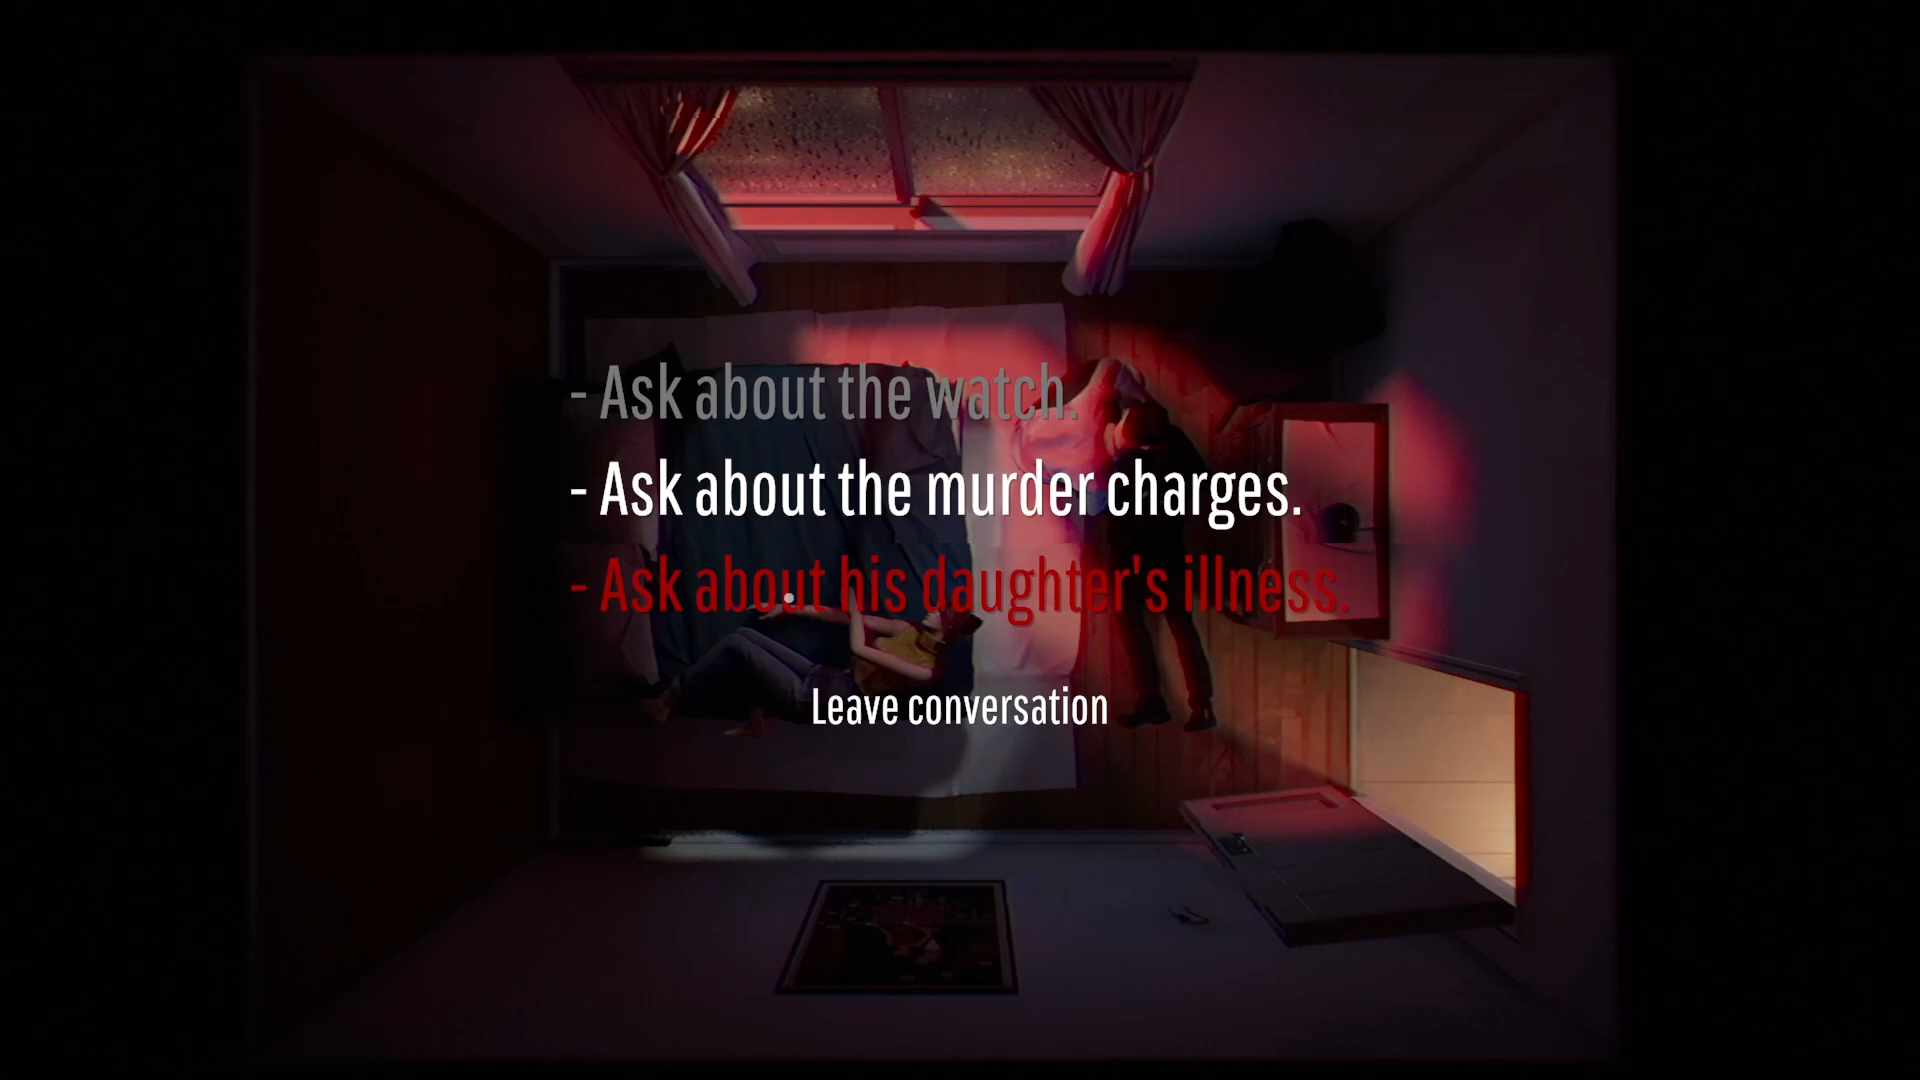 - Ask about the watch.
- Ask about the murder charges.
- Ask about his daughter's illness.
Leave conversation